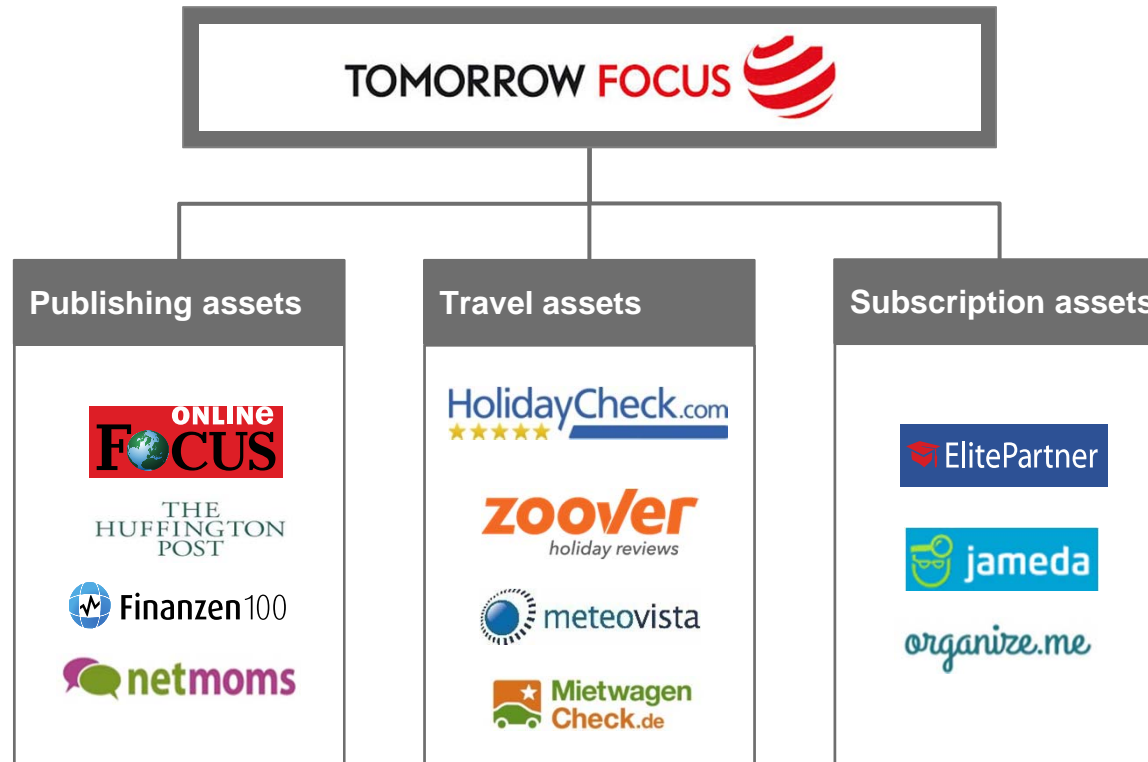 TOMORROW FOCUS
Publishing assets
ONLINE
FOCUS
THE
HUFFINGTON
POST
Finanzen100
netmoms
Travel assets
HolidayCheck.com
zoover
holiday reviews
meteovista
Mietwagen
Check.de
Subscription assets
ElitePartner
jameda
organize.me